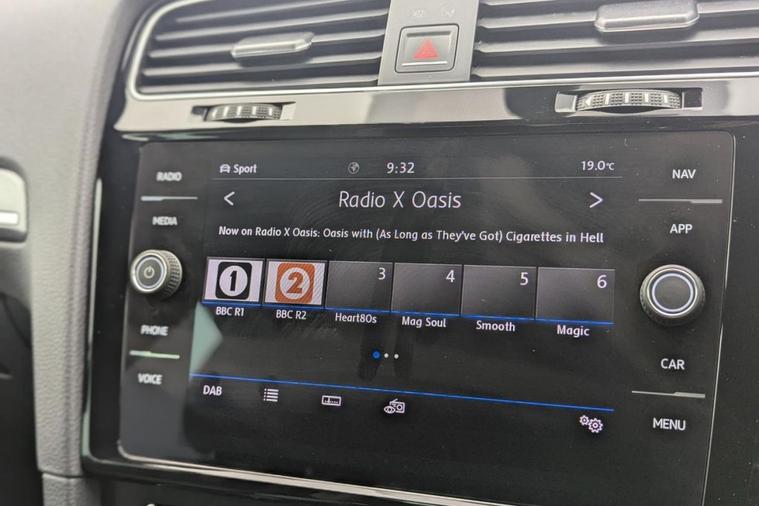 RADIO
MEDIA
PHONE
VOICE
Sport
9:32
19.0°C
< Radio X Oasis >
Now on Radio X Oasis: Oasis with (As Long as They've Got) Cigarettes in Hell
1 2 3 4 5 6
BBC R1 BBC R2 Heart80s Mag Soul Smooth Magic
DAB
NAV
APP
CAR
MENU